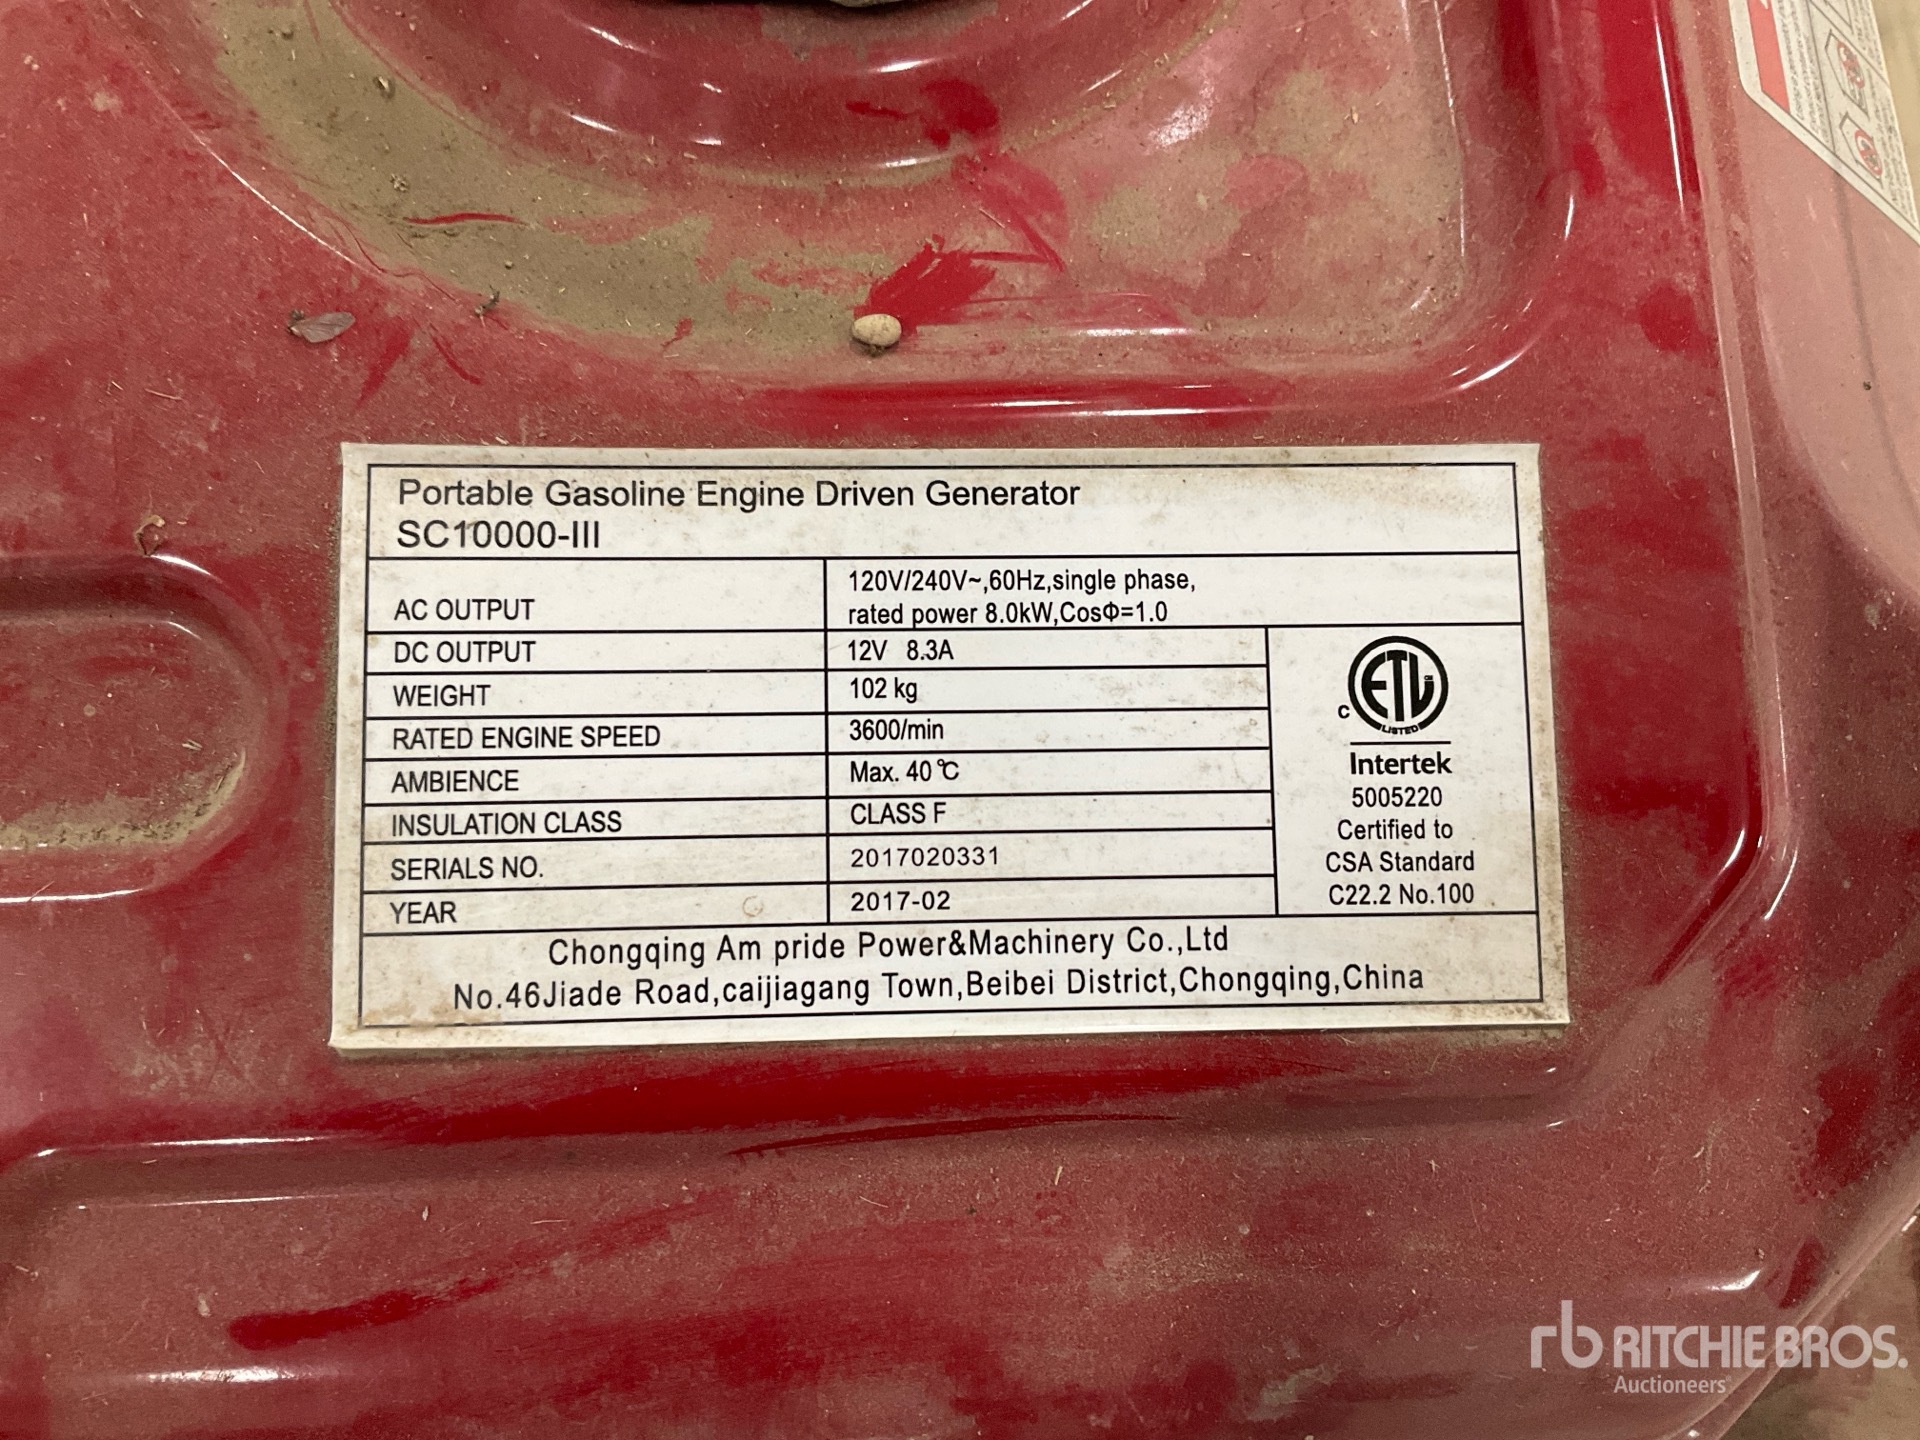 Portable Gasoline Engine Driven Generator
SC10000-III
AC OUTPUT
120V/240V~,60Hz,single phase,
rated power 8.0kW,CosΦ=1.0
DC OUTPUT 12V 8.3A
WEIGHT 102 kg
RATED ENGINE SPEED 3600/min
AMBIENCE Max. 40℃
INSULATION CLASS CLASS F
SERIALS NO. 2017020331
YEAR 2017-02
C ETL
LISTED
Intertek
5005220
Certified to
CSA Standard
C22.2 No.100
Chongqing Am pride Power&Machinery Co.,Ltd
No.46Jiade Road,caijiagang Town,Beibei District,Chongqing,China
rb RITCHIE BROS.
Auctioneers